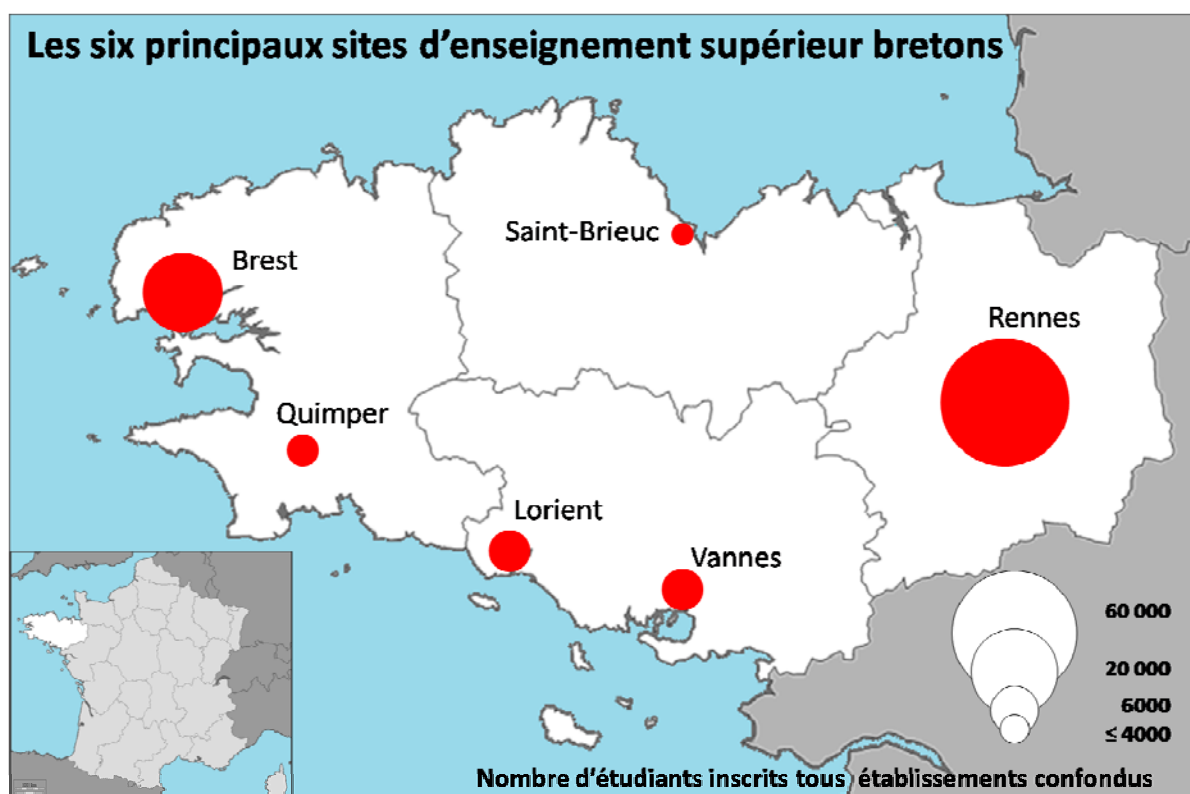 Les six principaux sites d'enseignement supérieur bretons
Saint-Brieuc
Brest
Rennes
Quimper
Lorient
Vannes
60 000
20 000
6000
≤ 4000
Nombre d'étudiants inscrits tous établissements confondus